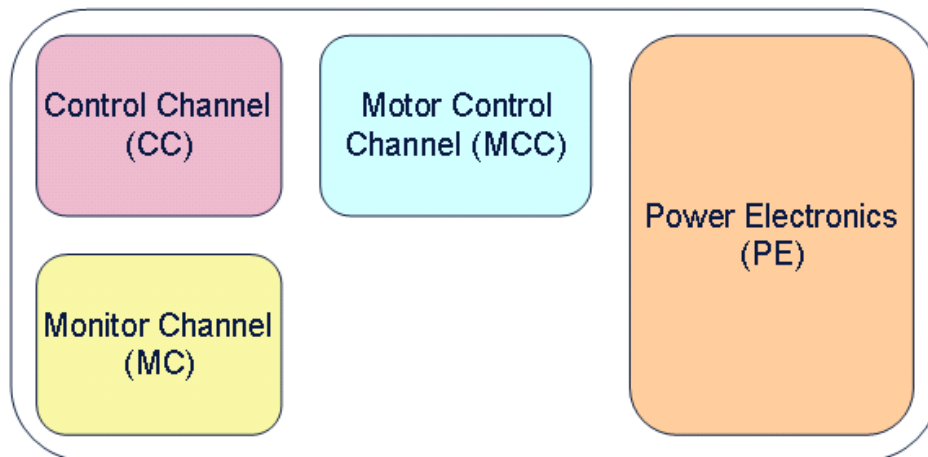 Control Channel
(CC)
Motor Control
Channel (MCC)
Power Electronics
(PE)
Monitor Channel
(MC)